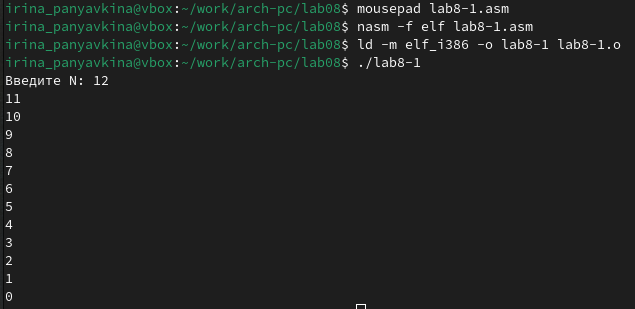 irina_panyavkina@vbox:~/work/arch-pc/lab08$ mousepad lab8-1.asm
irina_panyavkina@vbox:~/work/arch-pc/lab08$ nasm -f elf lab8-1.asm
irina_panyavkina@vbox:~/work/arch-pc/lab08$ ld -m elf_i386 -o lab8-1 lab8-1.o
irina_panyavkina@vbox:~/work/arch-pc/lab08$ ./lab8-1
Введите N: 12
11
10
9
8
7
6
5
4
3
2
1
0